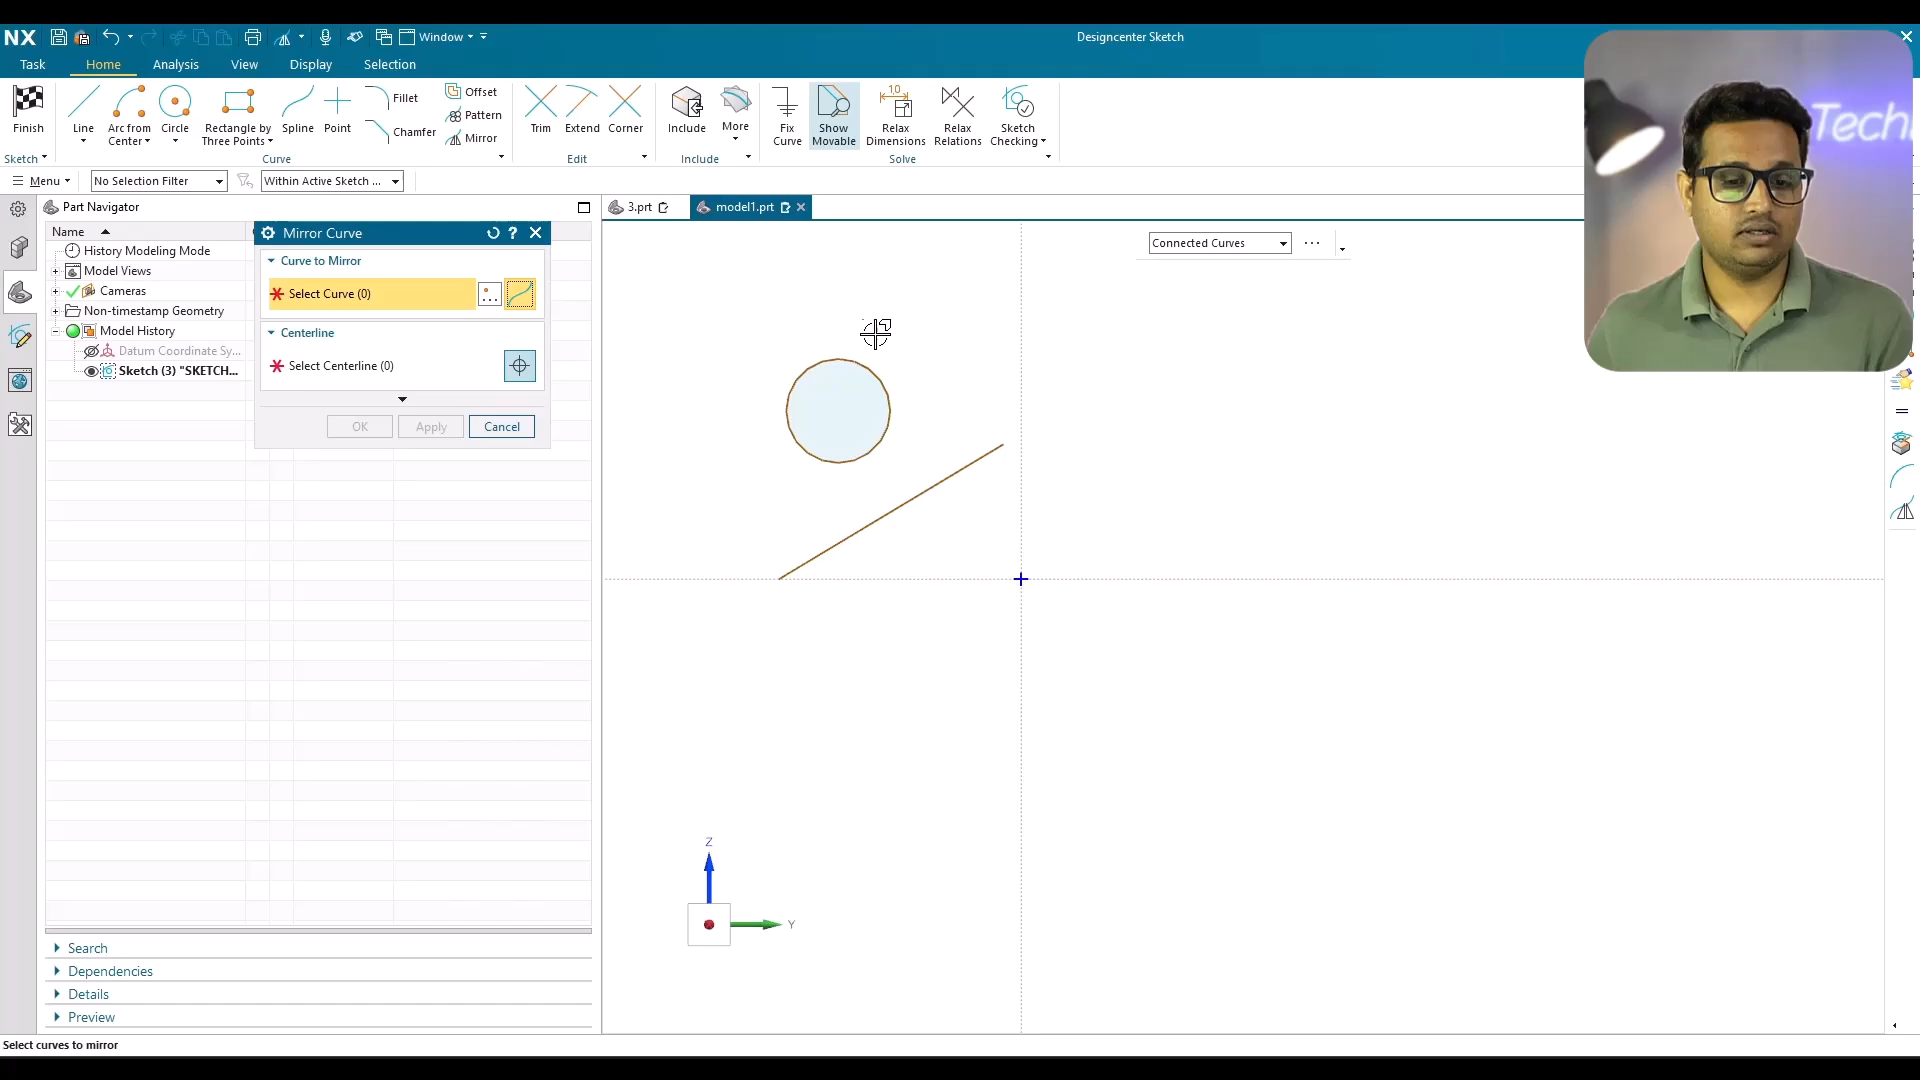 NX
Window
Designcenter Sketch
Task
Home
Analysis
View
Display
Selection
Finish
Line
Arc from
Center
Circle
Rectangle by
Three Points
Spline
Point
Fillet
Chamfer
Offset
Pattern
Mirror
Trim
Extend
Corner
Include
More
Fix
Curve
Show
Movable
1,0
Relax
Dimensions
Relax
Relations
Sketch
Checking
Sketch
Curve
Edit
Include
Solve
Menu
No Selection Filter
Within Active Sketch ...
Part Navigator
3.prt
model1.prt
Name
History Modeling Mode
Model Views
Cameras
Non-timestamp Geometry
Model History
Datum Coordinate Sy...
Sketch (3) "SKETCH...
Mirror Curve
Curve to Mirror
Select Curve (0)
Centerline
Select Centerline (0)
OK
Apply
Cancel
Connected Curves
Tech
Z
Y
Search
Dependencies
Details
Preview
Select curves to mirror